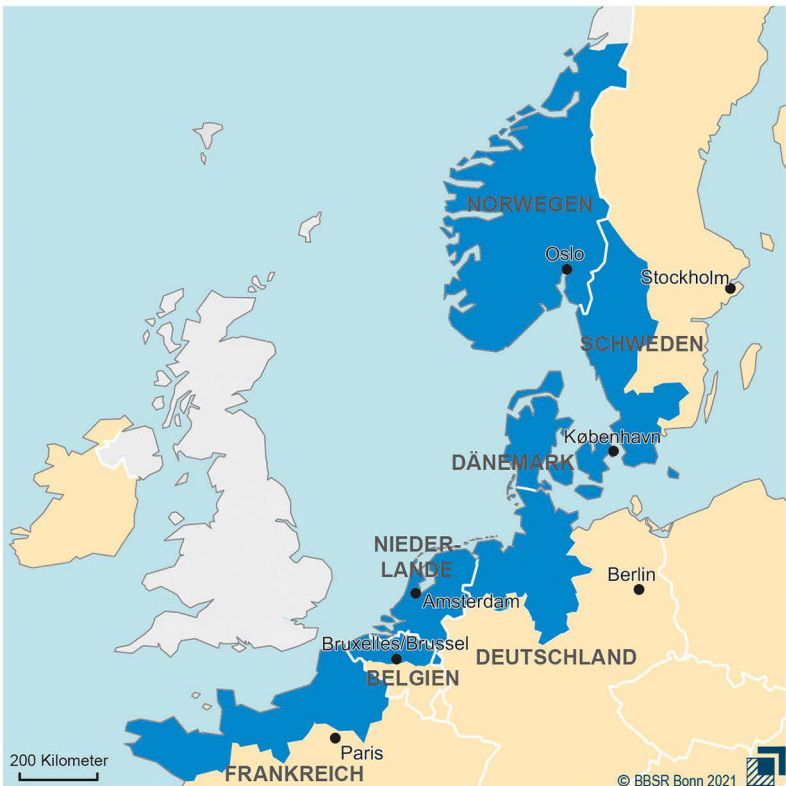 NORWEGEN
Oslo
Stockholm
SCHWEDEN
København
DÄNEMARK
NIEDER-
LANDE
Berlin
Amsterdam
Bruxelles/Brussel
DEUTSCHLAND
BELGIEN
Paris
200 Kilometer
FRANKREICH
© BBSR Bonn 2021